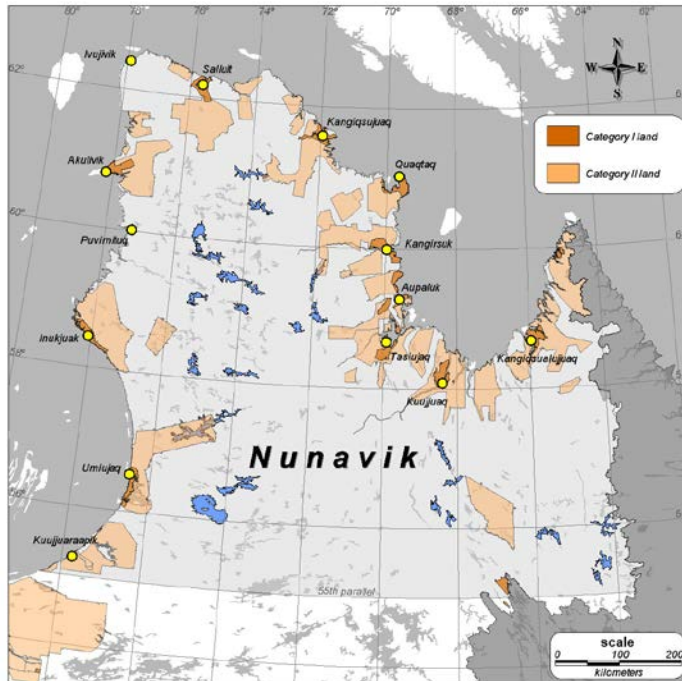 78
76
74
72
70
68
66
64
62°
60°
58°
56°
N
W
E
S
Ivujivik
Salluit
Kangiqsujuaq
Akulivik
Quaqtaq
Category I land
Category II land
Puvirnituq
Kangirsuk
Aupaluk
Inukjuak
Tasiujaq
Kangiqsualujjuaq
Kuujjuaq
Nunavik
Umiujaq
Kuujjuaraapik
55th parallel
scale
0 100 200
kilometers